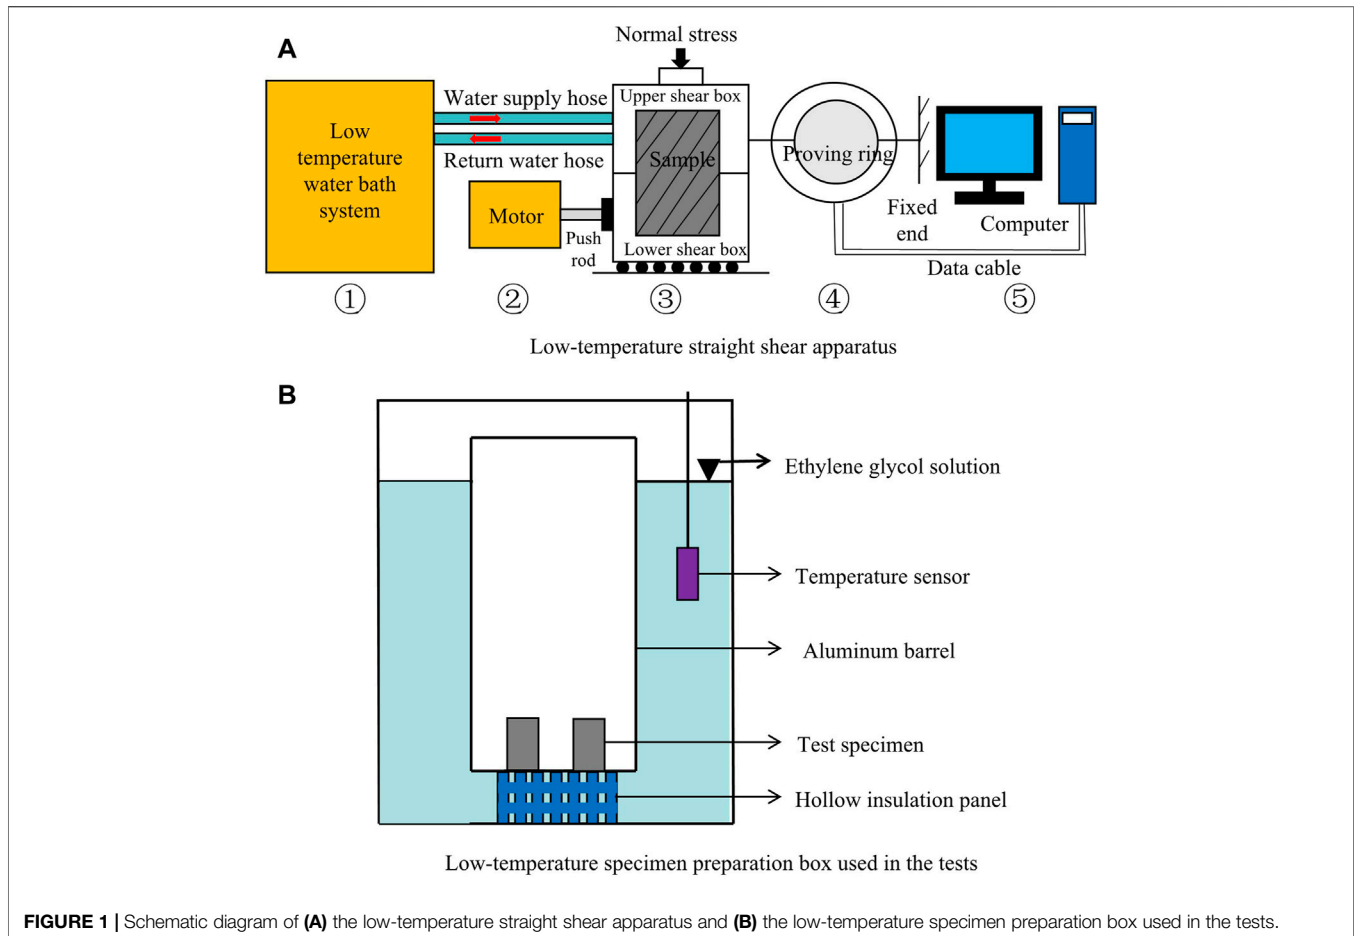 A
Normal stress
Low
temperature
water bath
system
Water supply hose
Return water hose
Motor
Push
rod
Upper shear box
Sample
Lower shear box
Proving ring
Fixed
end
Computer
Data cable
①
②
③
④
⑤
Low-temperature straight shear apparatus
B
Ethylene glycol solution
Temperature sensor
Aluminum barrel
Test specimen
Hollow insulation panel
Low-temperature specimen preparation box used in the tests
FIGURE 1 | Schematic diagram of (A) the low-temperature straight shear apparatus and (B) the low-temperature specimen preparation box used in the tests.